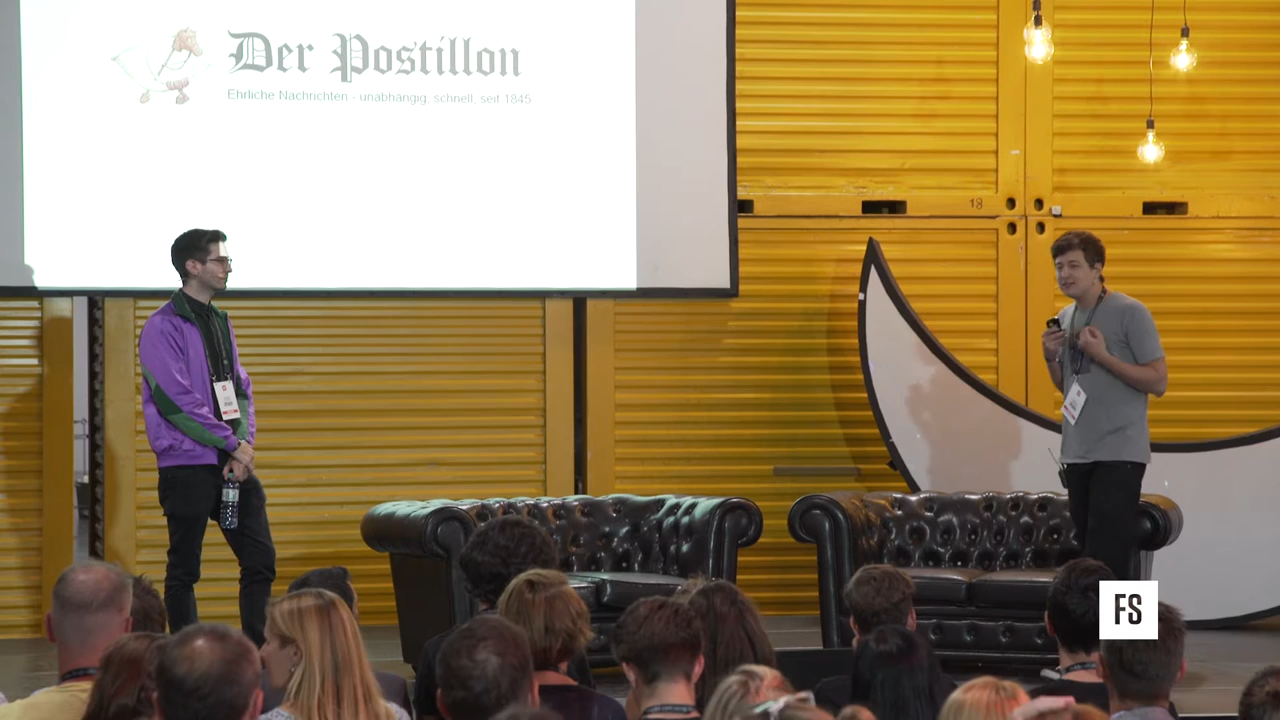 Der Postillon
Ehrliche Nachrichten - unabhängig, schnell, seit 1845
18
FS